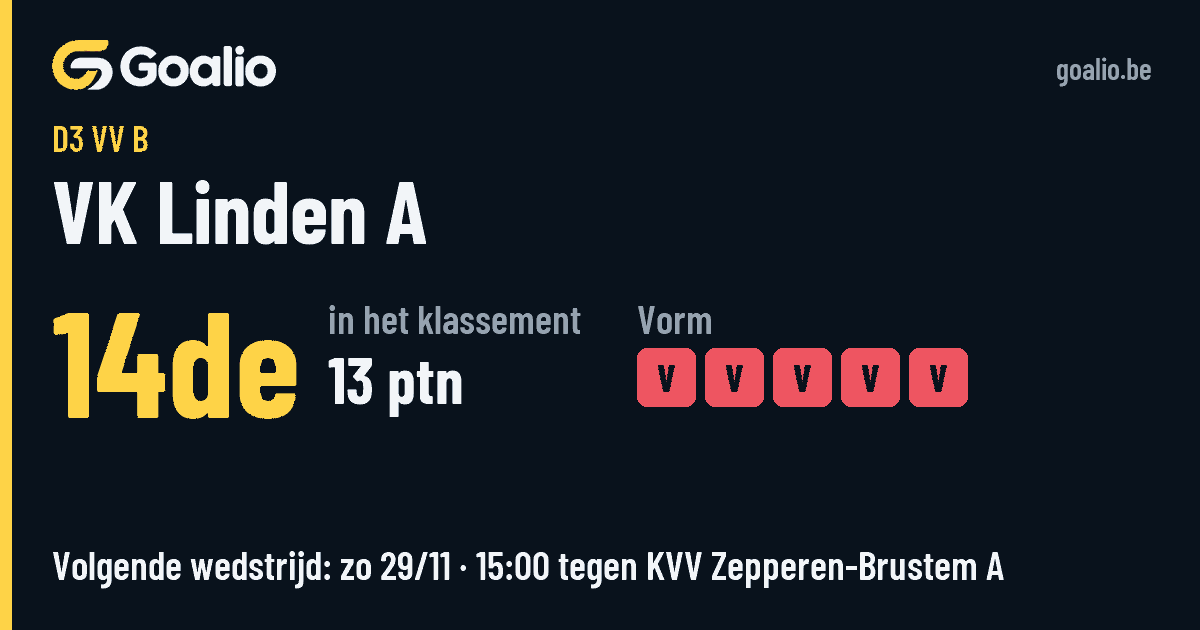 Goalio
goalio.be
D3 VV B
VK Linden A
14de
in het klassement
13 ptn
Vorm
V V V V V
Volgende wedstrijd: zo 29/11 · 15:00 tegen KVV Zepperen-Brustem A